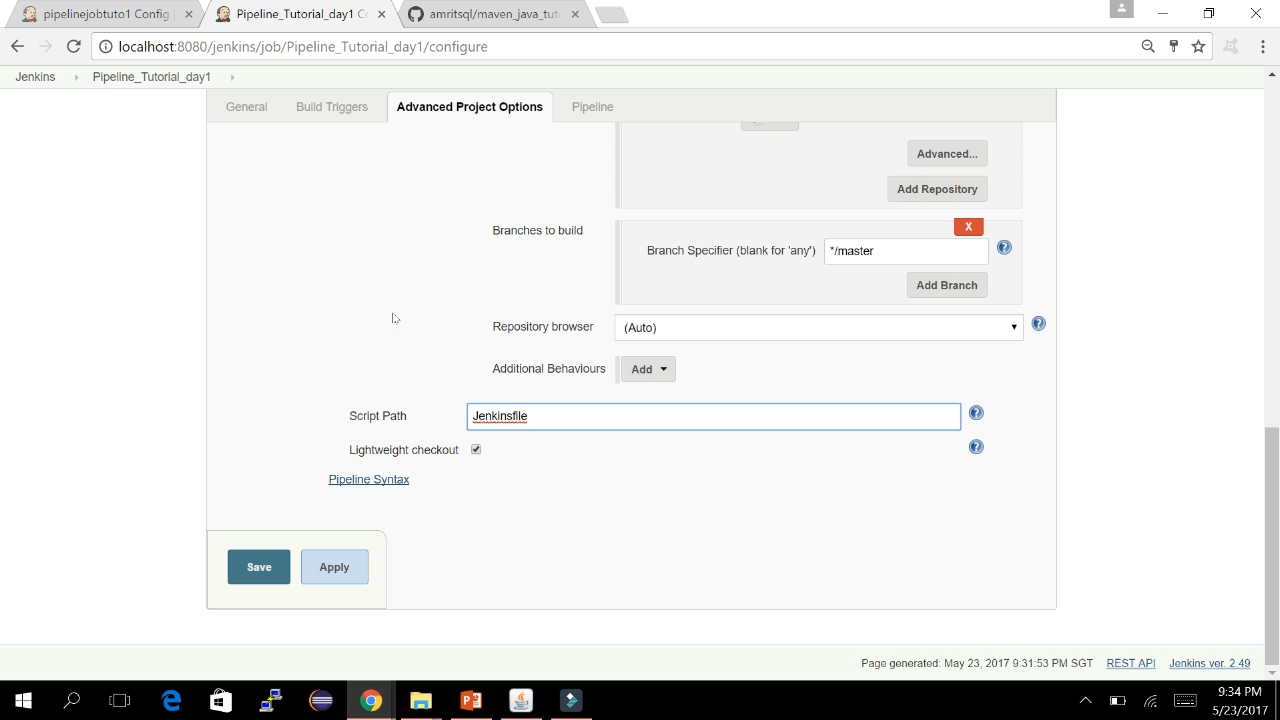 pipelinejobtuto1 Config
Pipeline_Tutorial_day1 Co
amritsql/maven_java_tuto
localhost:8080/jenkins/job/Pipeline_Tutorial_day1/configure
Jenkins
Pipeline_Tutorial_day1
General
Build Triggers
Advanced Project Options
Pipeline
Advanced...
Add Repository
Branches to build
X
Branch Specifier (blank for 'any')
*/master
Add Branch
Repository browser
(Auto)
Additional Behaviours
Add
Script Path
Jenkinsfile
Lightweight checkout
Pipeline Syntax
Save
Apply
Page generated: May 23, 2017 9:31:53 PM SGT
REST API
Jenkins ver. 2.49
9:34 PM
5/23/2017